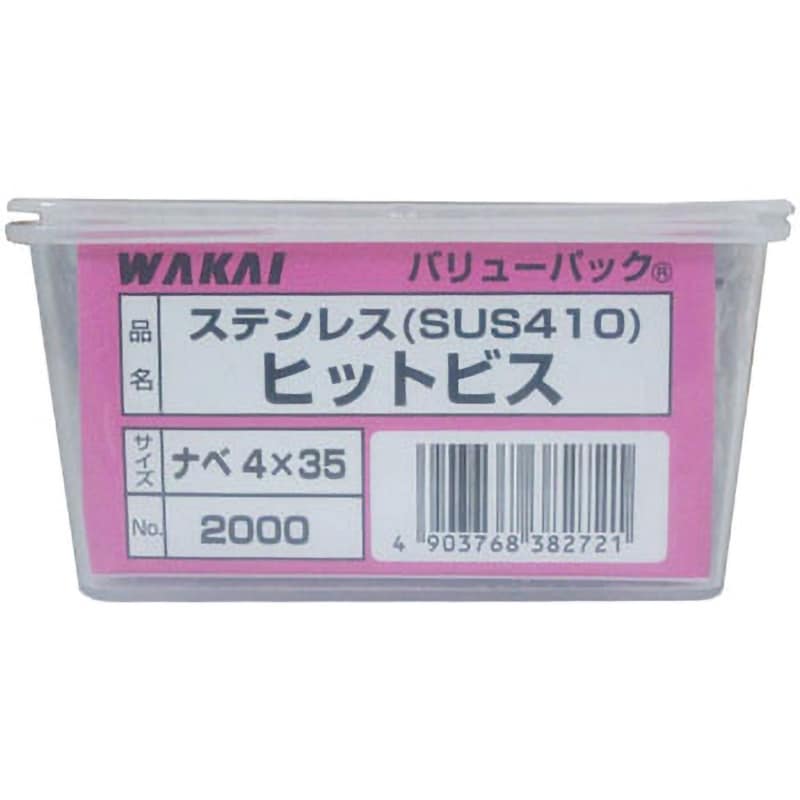 WAKAI バリューパック®
品名 ステンレス(SUS410)
ヒットビス
サイズ ナベ 4×35
No. 2000
4 903768 382721